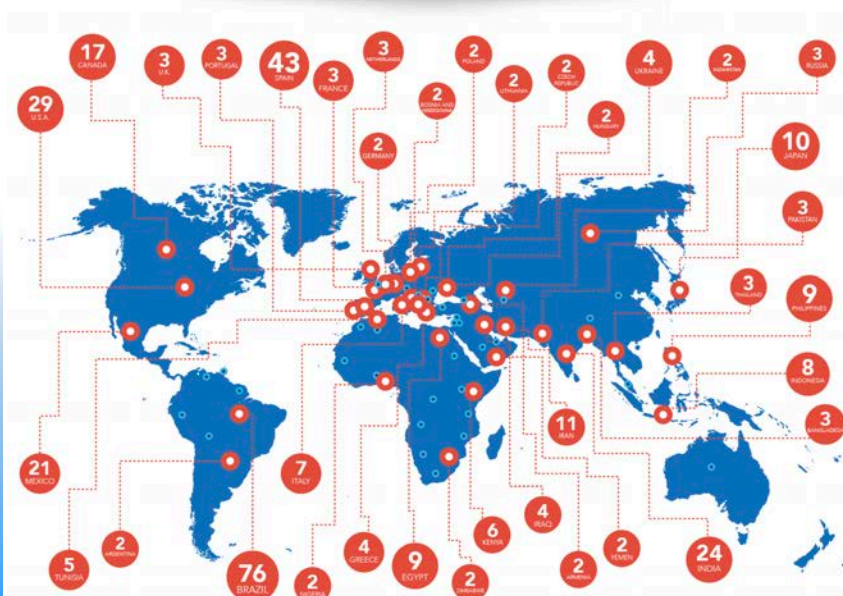 17
CANADA
3
U.K.
3
PORTUGAL
43
SPAIN
3
FRANCE
3
NETHERLANDS
2
POLAND
2
BOSNIA AND
HERZEGOVINA
2
GERMANY
2
LITHUANIA
2
CZECH
REPUBLIC
2
HUNGARY
4
UKRAINE
2
KAZAKHSTAN
3
RUSSIA
29
U.S.A.
10
JAPAN
3
PAKISTAN
3
THAILAND
9
PHILIPPINES
8
INDONESIA
3
BANGLADESH
11
IRAN
21
MEXICO
7
ITALY
4
IRAQ
6
KENYA
2
YEMEN
24
INDIA
5
TUNISIA
2
ARGENTINA
76
BRAZIL
2
NIGERIA
4
GREECE
9
EGYPT
2
ZIMBABWE
2
ARMENIA